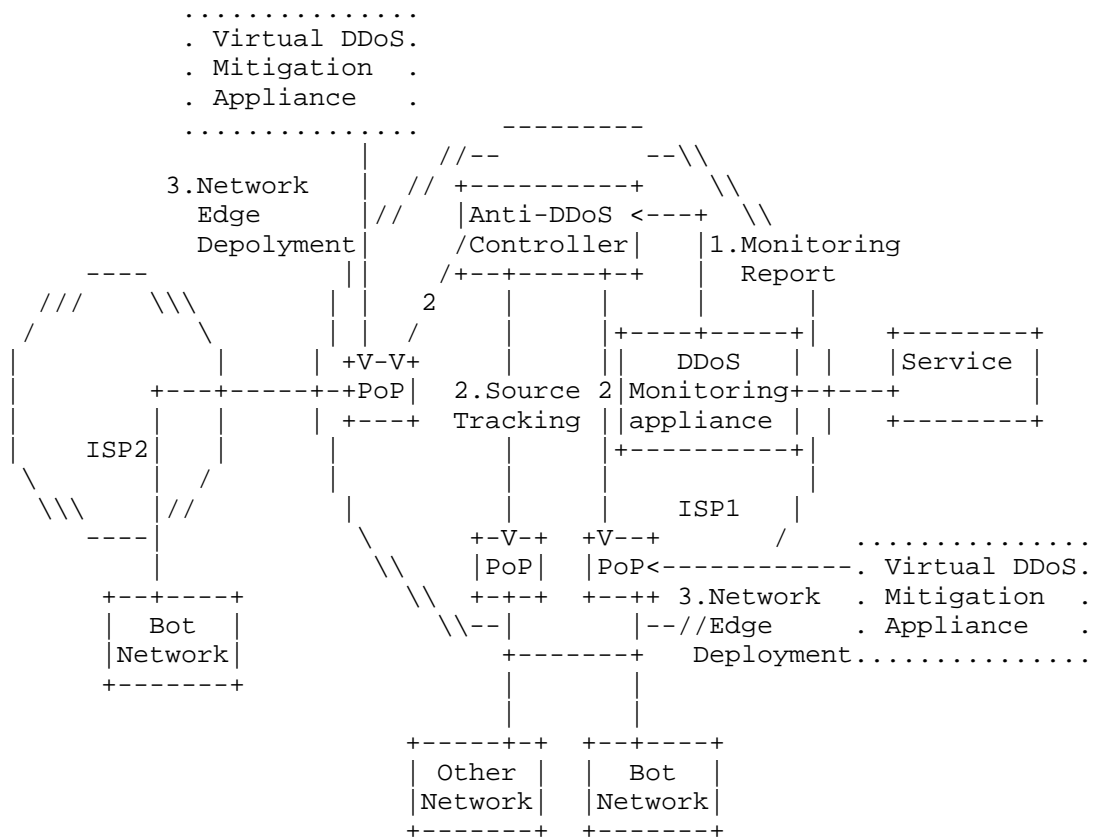 Virtual DDoS
Mitigation
Appliance
3.Network
Edge
Depolyment
Anti-DDoS
Controller
1.Monitoring
Report
2
PoP
2.Source
Tracking
2
DDoS
Monitoring
appliance
Service
ISP2
ISP1
PoP
PoP
3.Network
Edge
Deployment
Virtual DDoS
Mitigation
Appliance
Bot
Network
Other
Network
Bot
Network